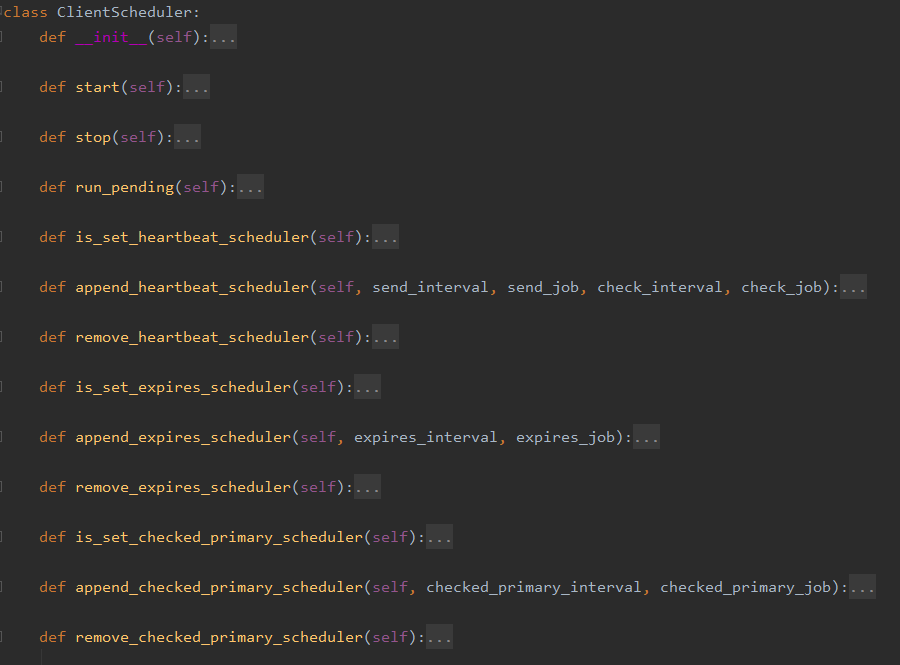 class ClientScheduler:
def __init__(self):...
def start(self):...
def stop(self):...
def run_pending(self):...
def is_set_heartbeat_scheduler(self):...
def append_heartbeat_scheduler(self, send_interval, send_job, check_interval, check_job):...
def remove_heartbeat_scheduler(self):...
def is_set_expires_scheduler(self):...
def append_expires_scheduler(self, expires_interval, expires_job):...
def remove_expires_scheduler(self):...
def is_set_checked_primary_scheduler(self):...
def append_checked_primary_scheduler(self, checked_primary_interval, checked_primary_job):...
def remove_checked_primary_scheduler(self):...